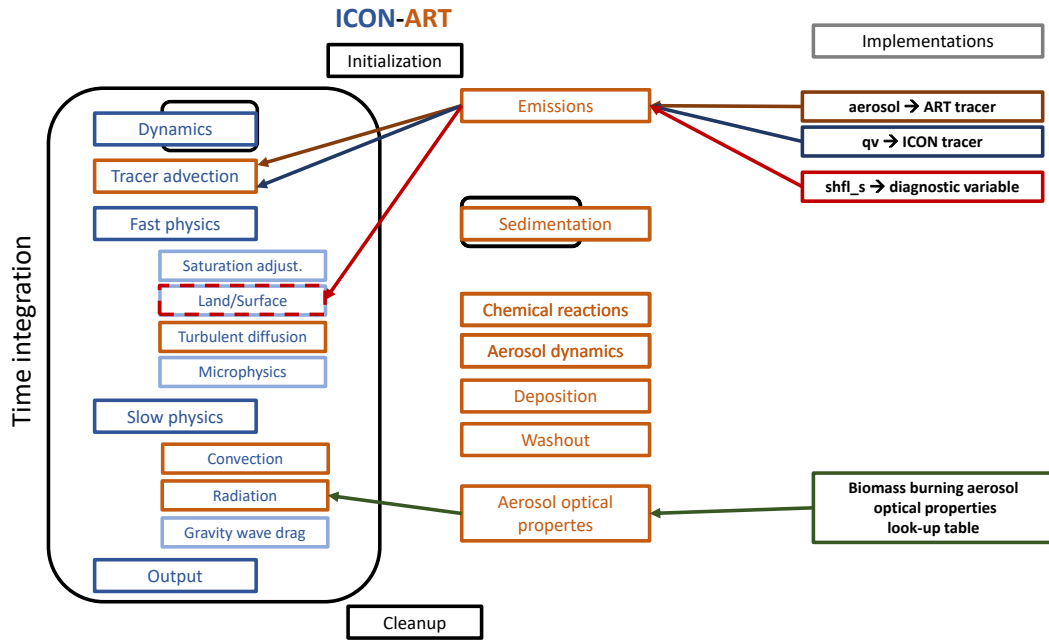 ICON-ART
Initialization
Implementations
Time integration
Dynamics
Tracer advection
Fast physics
Saturation adjust.
Land/Surface
Turbulent diffusion
Microphysics
Slow physics
Convection
Radiation
Gravity wave drag
Output
Emissions
Sedimentation
Chemical reactions
Aerosol dynamics
Deposition
Washout
Aerosol optical
propertes
aerosol → ART tracer
qv → ICON tracer
shfl_s → diagnostic variable
Biomass burning aerosol
optical properties
look-up table
Cleanup